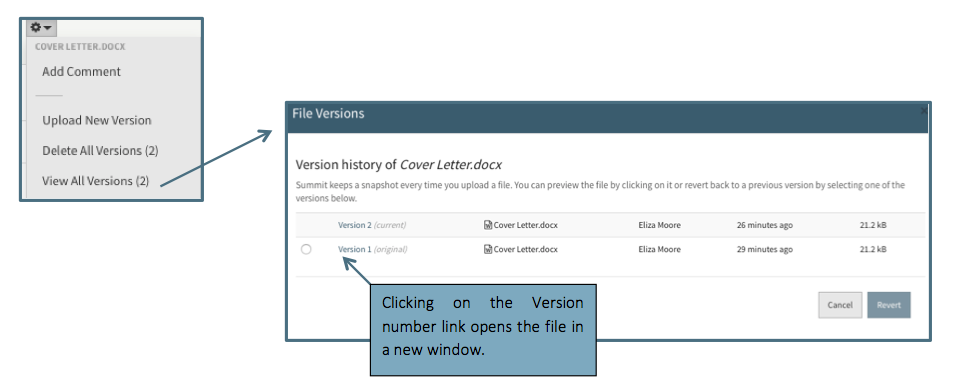 COVER LETTER.DOCX
Add Comment
Upload New Version
Delete All Versions (2)
View All Versions (2)
File Versions
Version history of Cover Letter.docx
Summit keeps a snapshot every time you upload a file. You can preview the file by clicking on it or revert back to a previous version by selecting one of the
versions below.
Version 2 (current) Cover Letter.docx Eliza Moore 26 minutes ago 21.2 kB
Version 1 (original) Cover Letter.docx Eliza Moore 29 minutes ago 21.2 kB
Cancel Revert
Clicking on the Version
number link opens the file in
a new window.